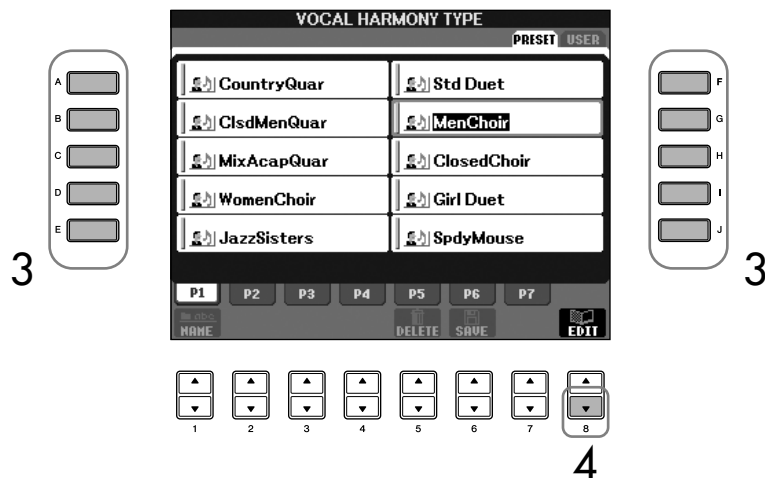 VOCAL HARMONY TYPE
PRESET USER
A CountryQuar Std Duet F
B ClsdMenQuar MenChoir G
C MixAcapQuar ClosedChoir H
D WomenChoir Girl Duet I
E JazzSisters SpdyMouse J
3 3
P1 P2 P3 P4 P5 P6 P7
abc
NAME DELETE SAVE EDIT
1 2 3 4 5 6 7 8
4